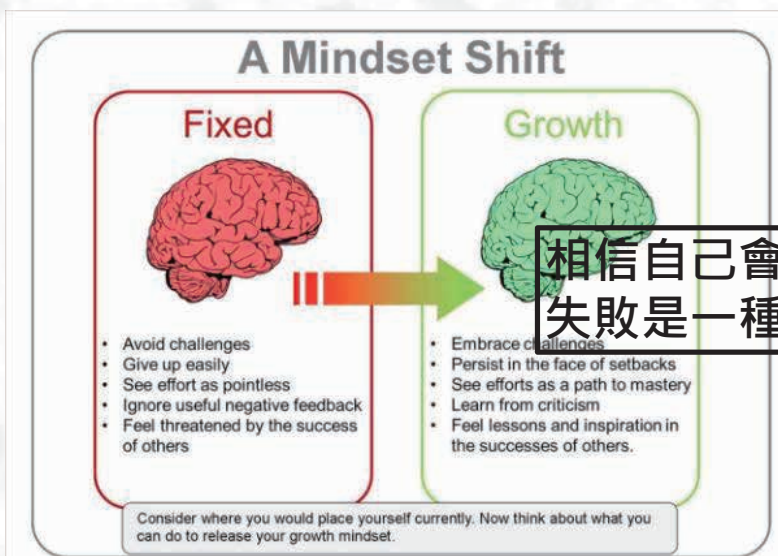 A Mindset Shift
Fixed
• Avoid challenges
• Give up easily
• See effort as pointless
• Ignore useful negative feedback
• Feel threatened by the success
of others
Growth
相信自己會
失敗是一種
• Embrace challenges
• Persist in the face of setbacks
• See efforts as a path to mastery
• Learn from criticism
• Feel lessons and inspiration in
the successes of others.
Consider where you would place yourself currently. Now think about what you
can do to release your growth mindset.